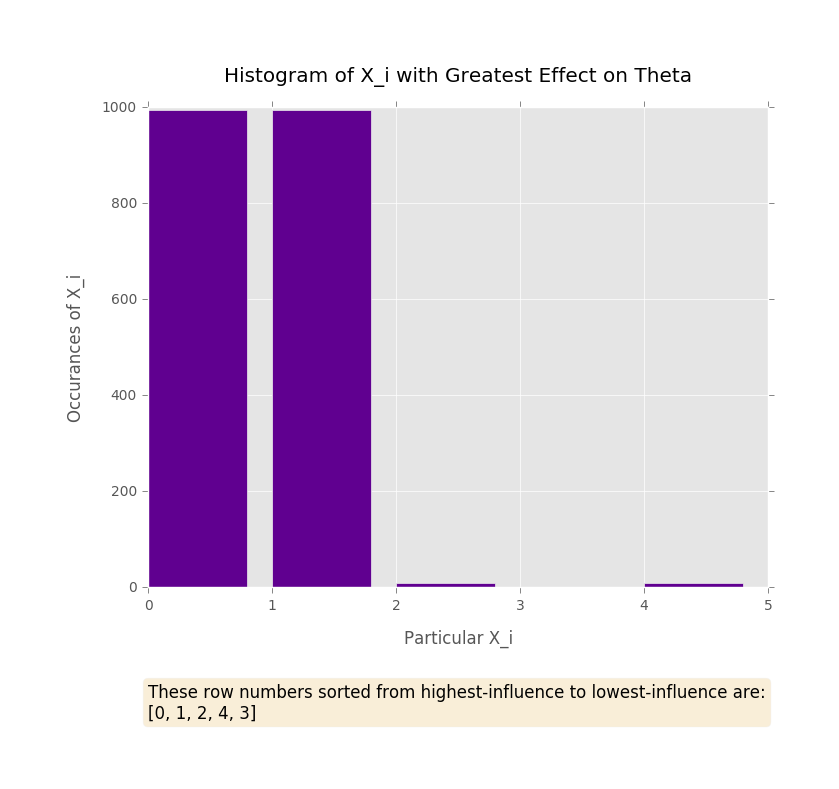 Histogram of X_i with Greatest Effect on Theta
1000
800
600
400
200
0
Occurances of X_i
0 1 2 3 4 5
Particular X_i
These row numbers sorted from highest-influence to lowest-influence are:
[0, 1, 2, 4, 3]